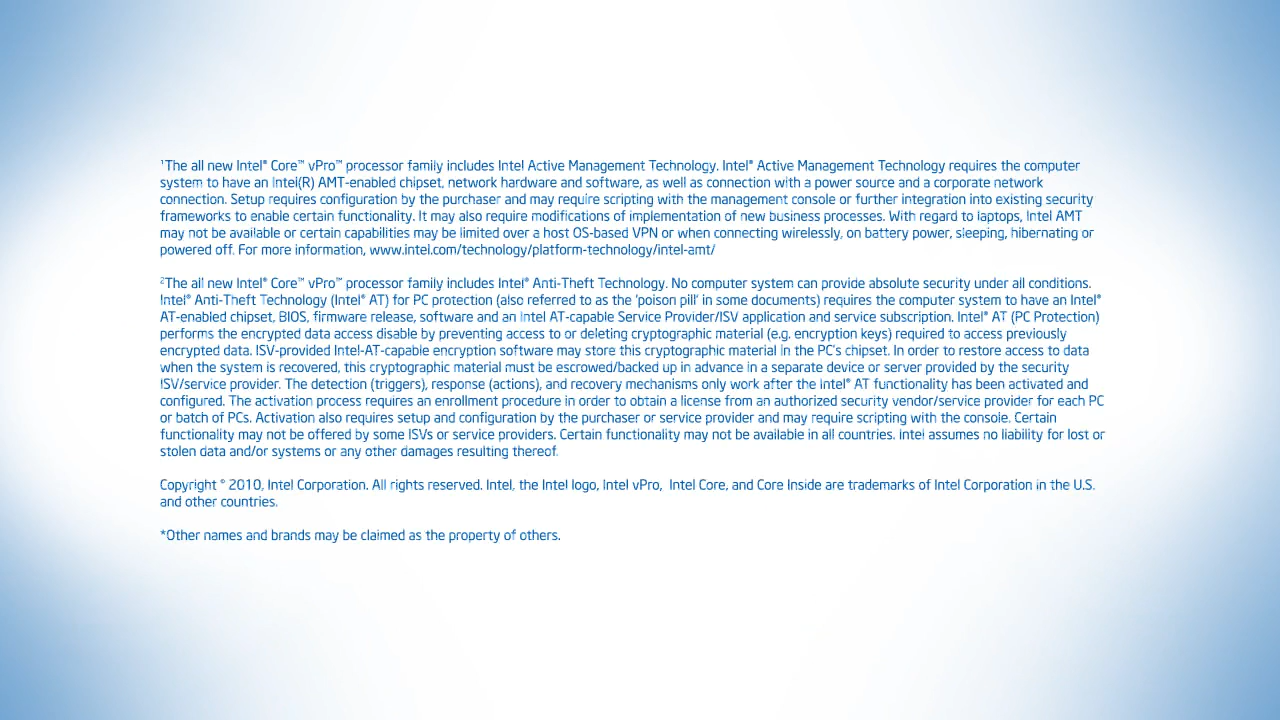 ¹The all new Intel® Core™ vPro™ processor family includes Intel Active Management Technology. Intel® Active Management Technology requires the computer
system to have an Intel(R) AMT-enabled chipset, network hardware and software, as well as connection with a power source and a corporate network
connection. Setup requires configuration by the purchaser and may require scripting with the management console or further integration into existing security
frameworks to enable certain functionality. It may also require modifications of implementation of new business processes. With regard to laptops, Intel AMT
may not be available or certain capabilities may be limited over a host OS-based VPN or when connecting wirelessly, on battery power, sleeping, hibernating or
powered off. For more information, www.intel.com/technology/platform-technology/intel-amt/
²The all new Intel® Core™ vPro™ processor family includes Intel® Anti-Theft Technology. No computer system can provide absolute security under all conditions.
Intel® Anti-Theft Technology (Intel® AT) for PC protection (also referred to as the 'poison pill' in some documents) requires the computer system to have an Intel®
AT-enabled chipset, BIOS, firmware release, software and an Intel AT-capable Service Provider/ISV application and service subscription. Intel® AT (PC Protection)
performs the encrypted data access disable by preventing access to or deleting cryptographic material (e.g. encryption keys) required to access previously
encrypted data. ISV-provided Intel-AT-capable encryption software may store this cryptographic material in the PC's chipset. In order to restore access to data
when the system is recovered, this cryptographic material must be escrowed/backed up in advance in a separate device or server provided by the security
ISV/service provider. The detection (triggers), response (actions), and recovery mechanisms only work after the Intel® AT functionality has been activated and
configured. The activation process requires an enrollment procedure in order to obtain a license from an authorized security vendor/service provider for each PC
or batch of PCs. Activation also requires setup and configuration by the purchaser or service provider and may require scripting with the console. Certain
functionality may not be offered by some ISVs or service providers. Certain functionality may not be available in all countries. Intel assumes no liability for lost or
stolen data and/or systems or any other damages resulting thereof.
Copyright © 2010, Intel Corporation. All rights reserved. Intel, the Intel logo, Intel vPro, Intel Core, and Core Inside are trademarks of Intel Corporation in the U.S.
and other countries.
*Other names and brands may be claimed as the property of others.